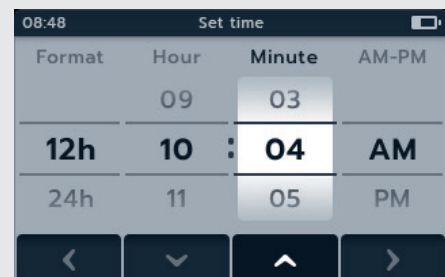 08:48 Set time
Format Hour Minute AM-PM
09 03
12h 10 : 04 AM
24h 11 05 PM